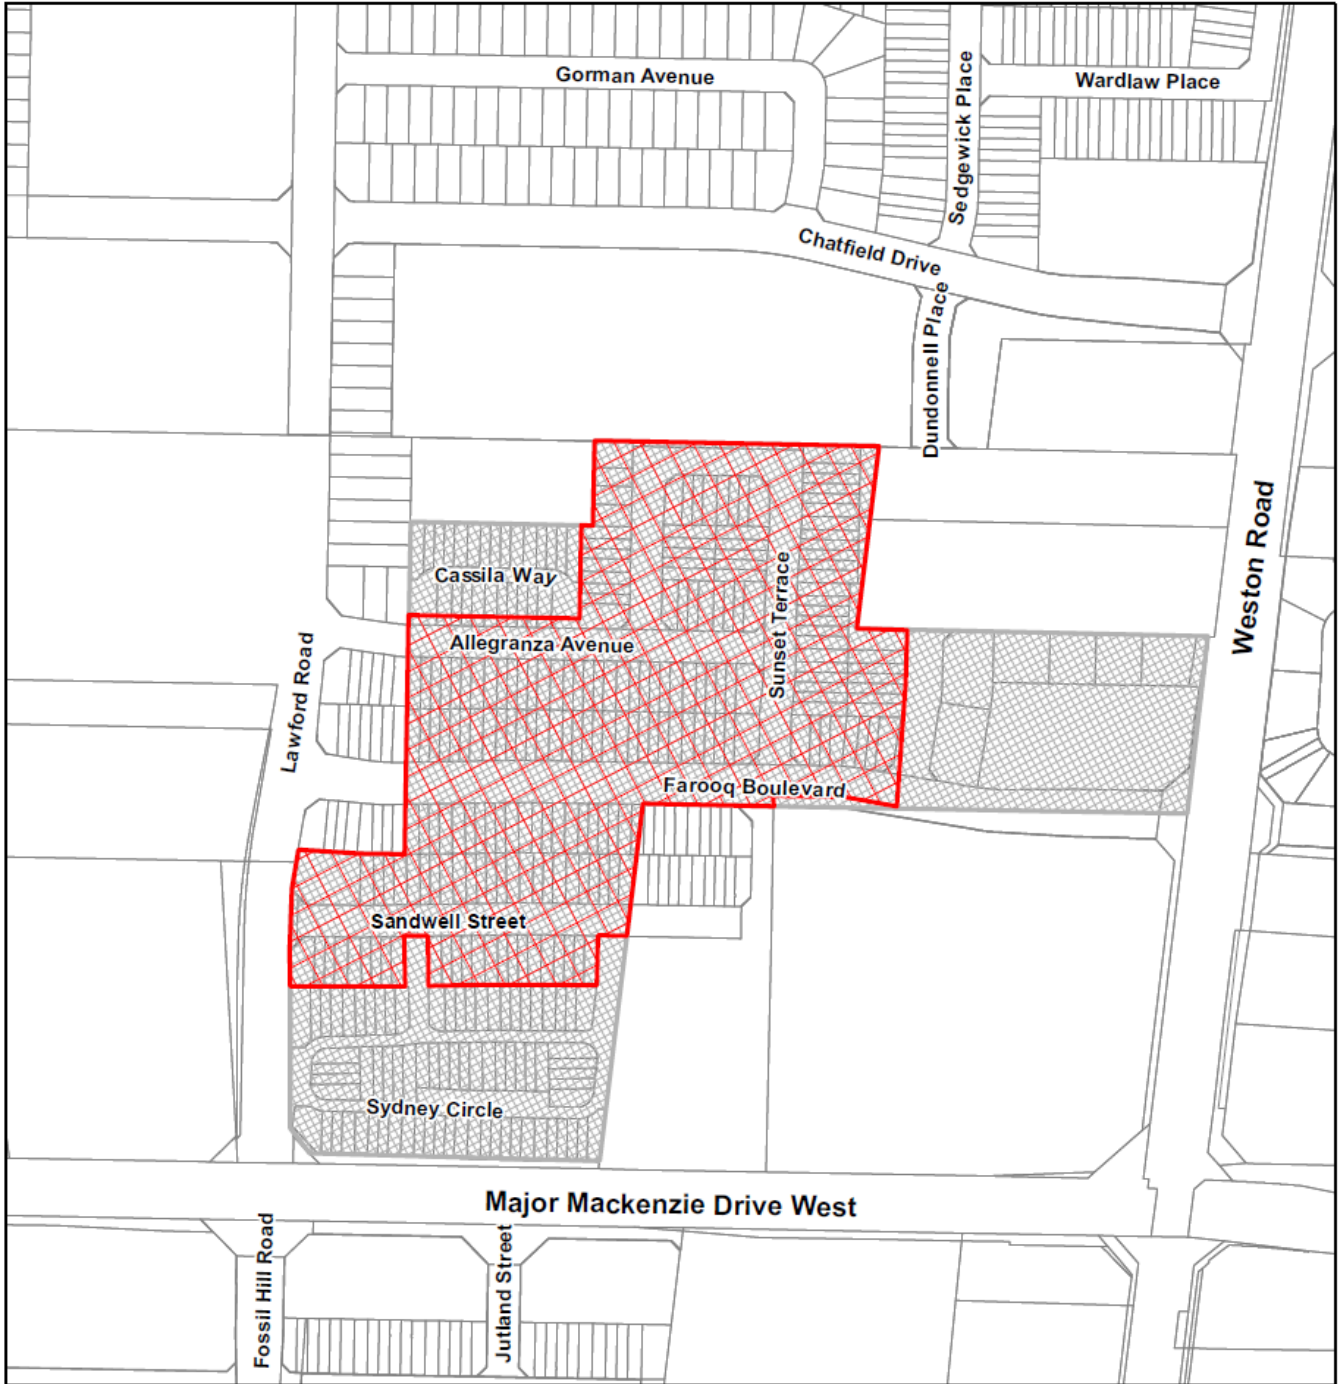 Gorman Avenue
Wardlaw Place
Sedgewick Place
Chatfield Drive
Dundonnell Place
Weston Road
Cassila Way
Sunset Terrace
Allegranza Avenue
Lawford Road
Farooq Boulevard
Sandwell Street
Sydney Circle
Major Mackenzie Drive West
Fossil Hill Road
Jutland Street